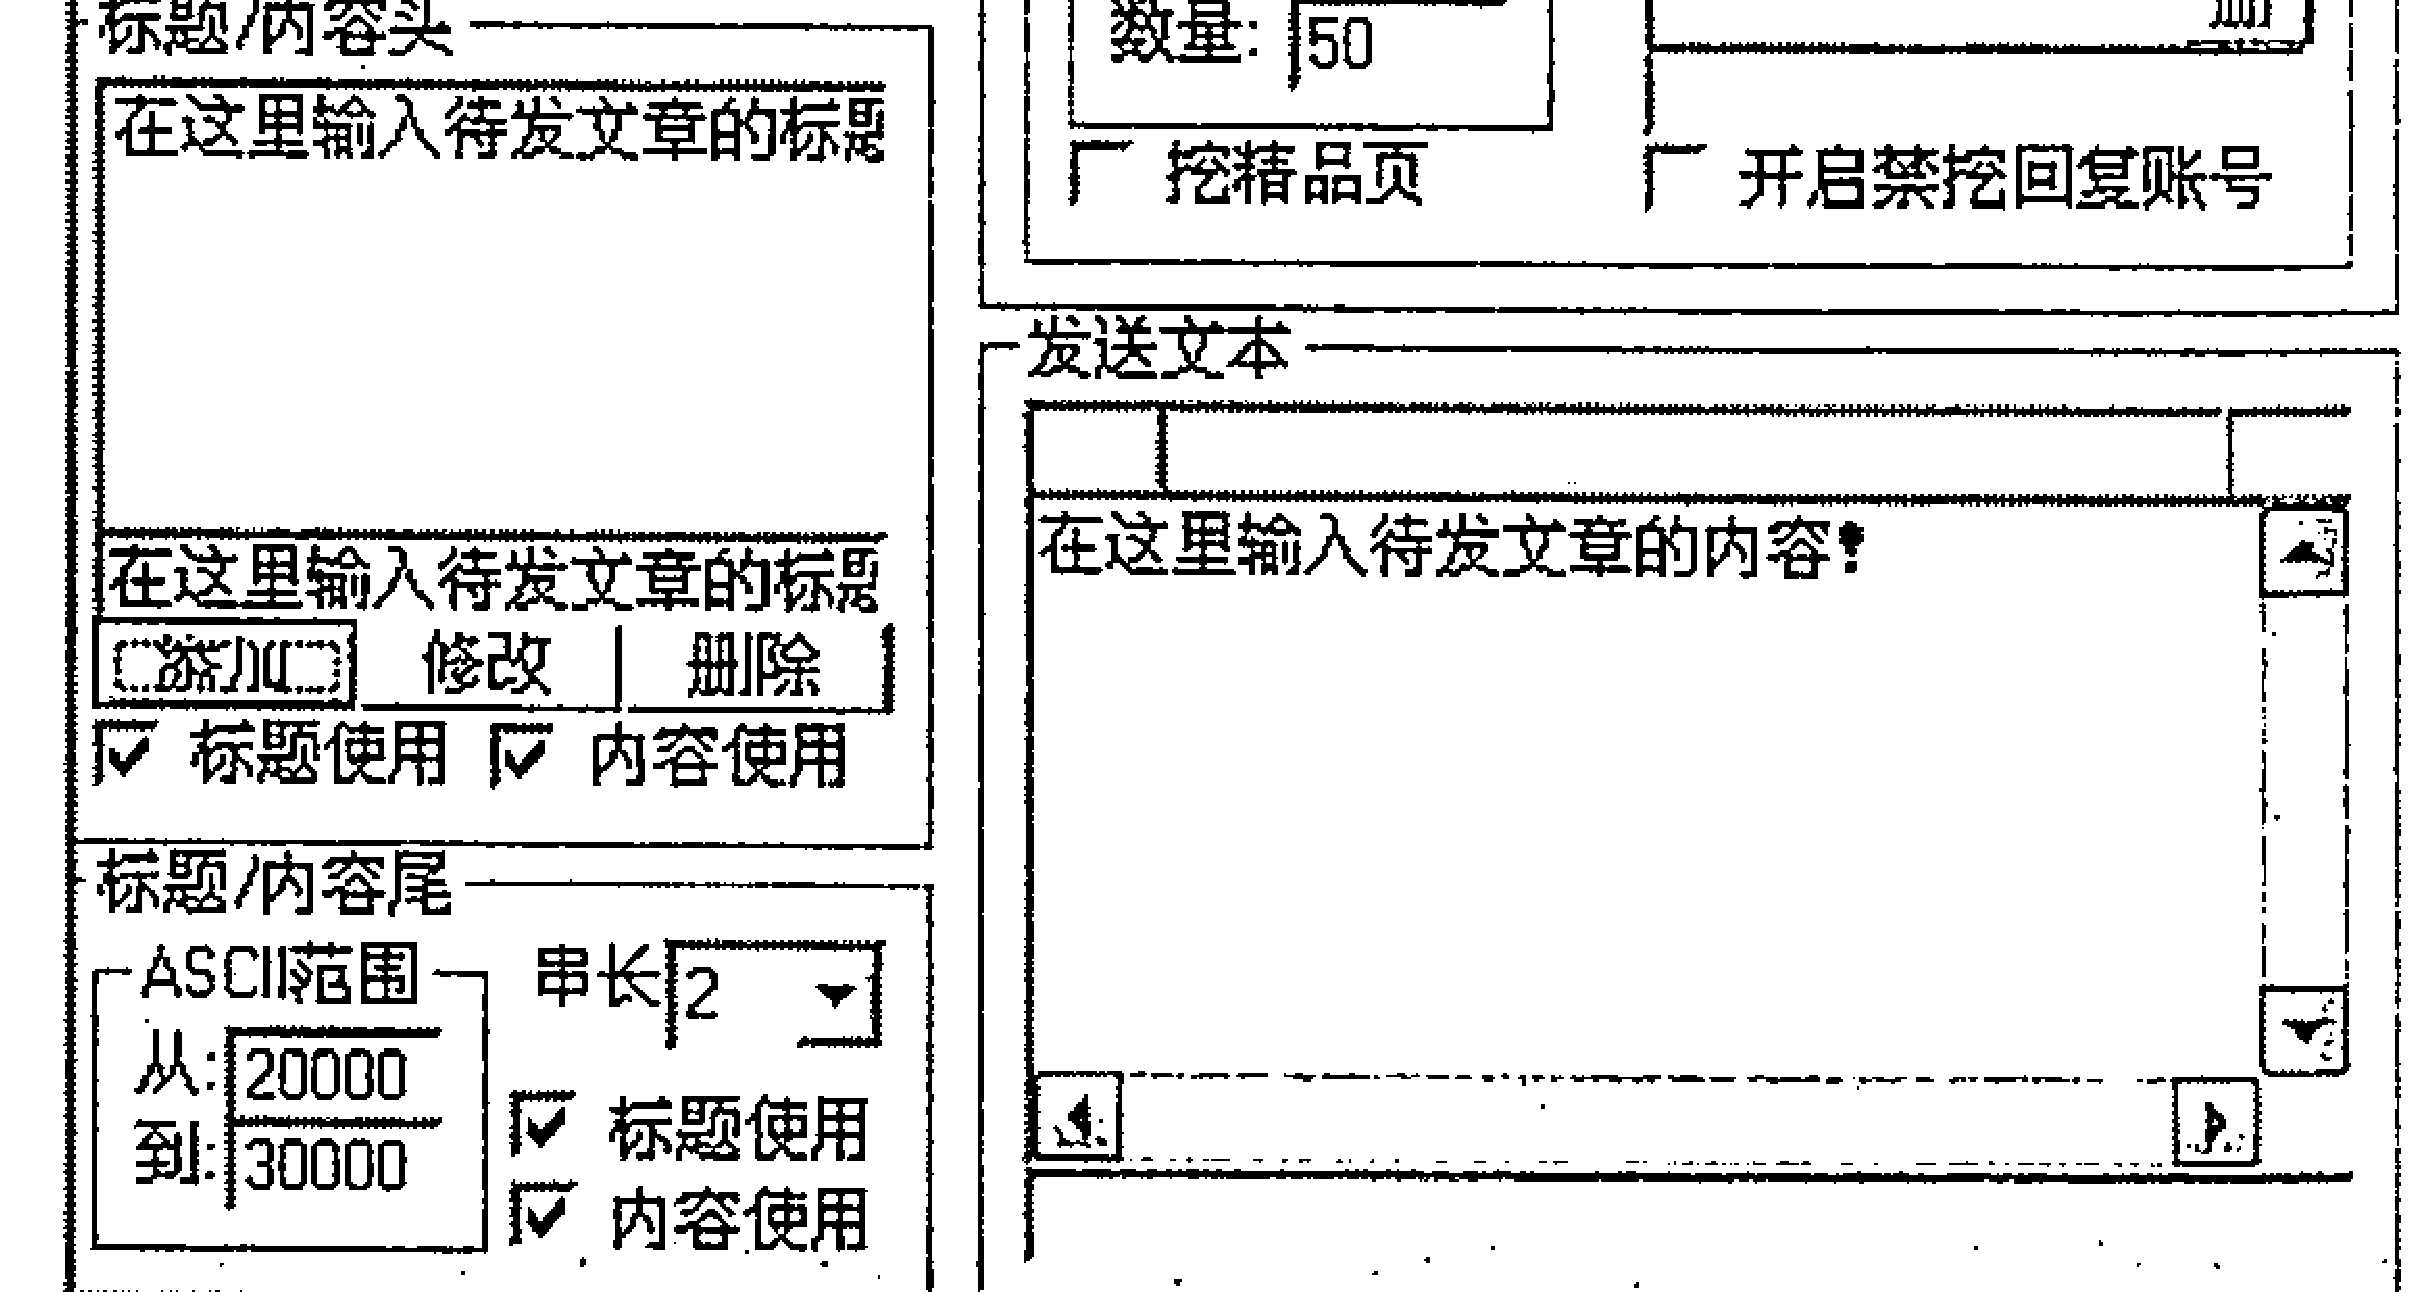 标题/内容头
在这里输入待发文章的标题
在这里输入待发文章的标题
添加 修改 删除
标题使用 内容使用
标题/内容尾
ASCII范围
从: 20000
到: 30000
串长 2
标题使用
内容使用
数量: 50
挖精品页
开启禁挖回复账号
发送文本
在这里输入待发文章的内容!